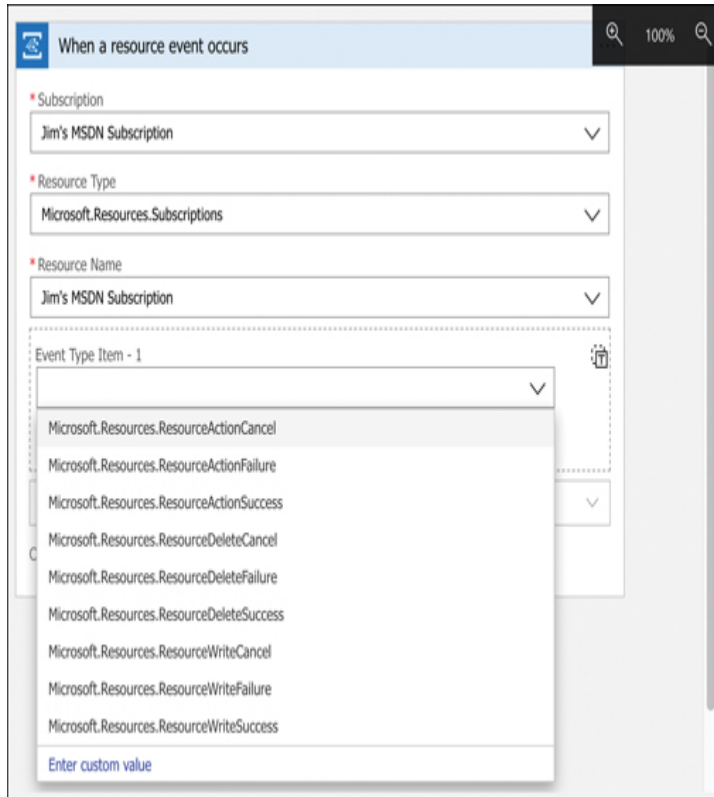 When a resource event occurs
100%
* Subscription
Jim's MSDN Subscription
* Resource Type
Microsoft.Resources.Subscriptions
* Resource Name
Jim's MSDN Subscription
Event Type Item - 1
Microsoft.Resources.ResourceActionCancel
Microsoft.Resources.ResourceActionFailure
Microsoft.Resources.ResourceActionSuccess
Microsoft.Resources.ResourceDeleteCancel
Microsoft.Resources.ResourceDeleteFailure
Microsoft.Resources.ResourceDeleteSuccess
Microsoft.Resources.ResourceWriteCancel
Microsoft.Resources.ResourceWriteFailure
Microsoft.Resources.ResourceWriteSuccess
Enter custom value